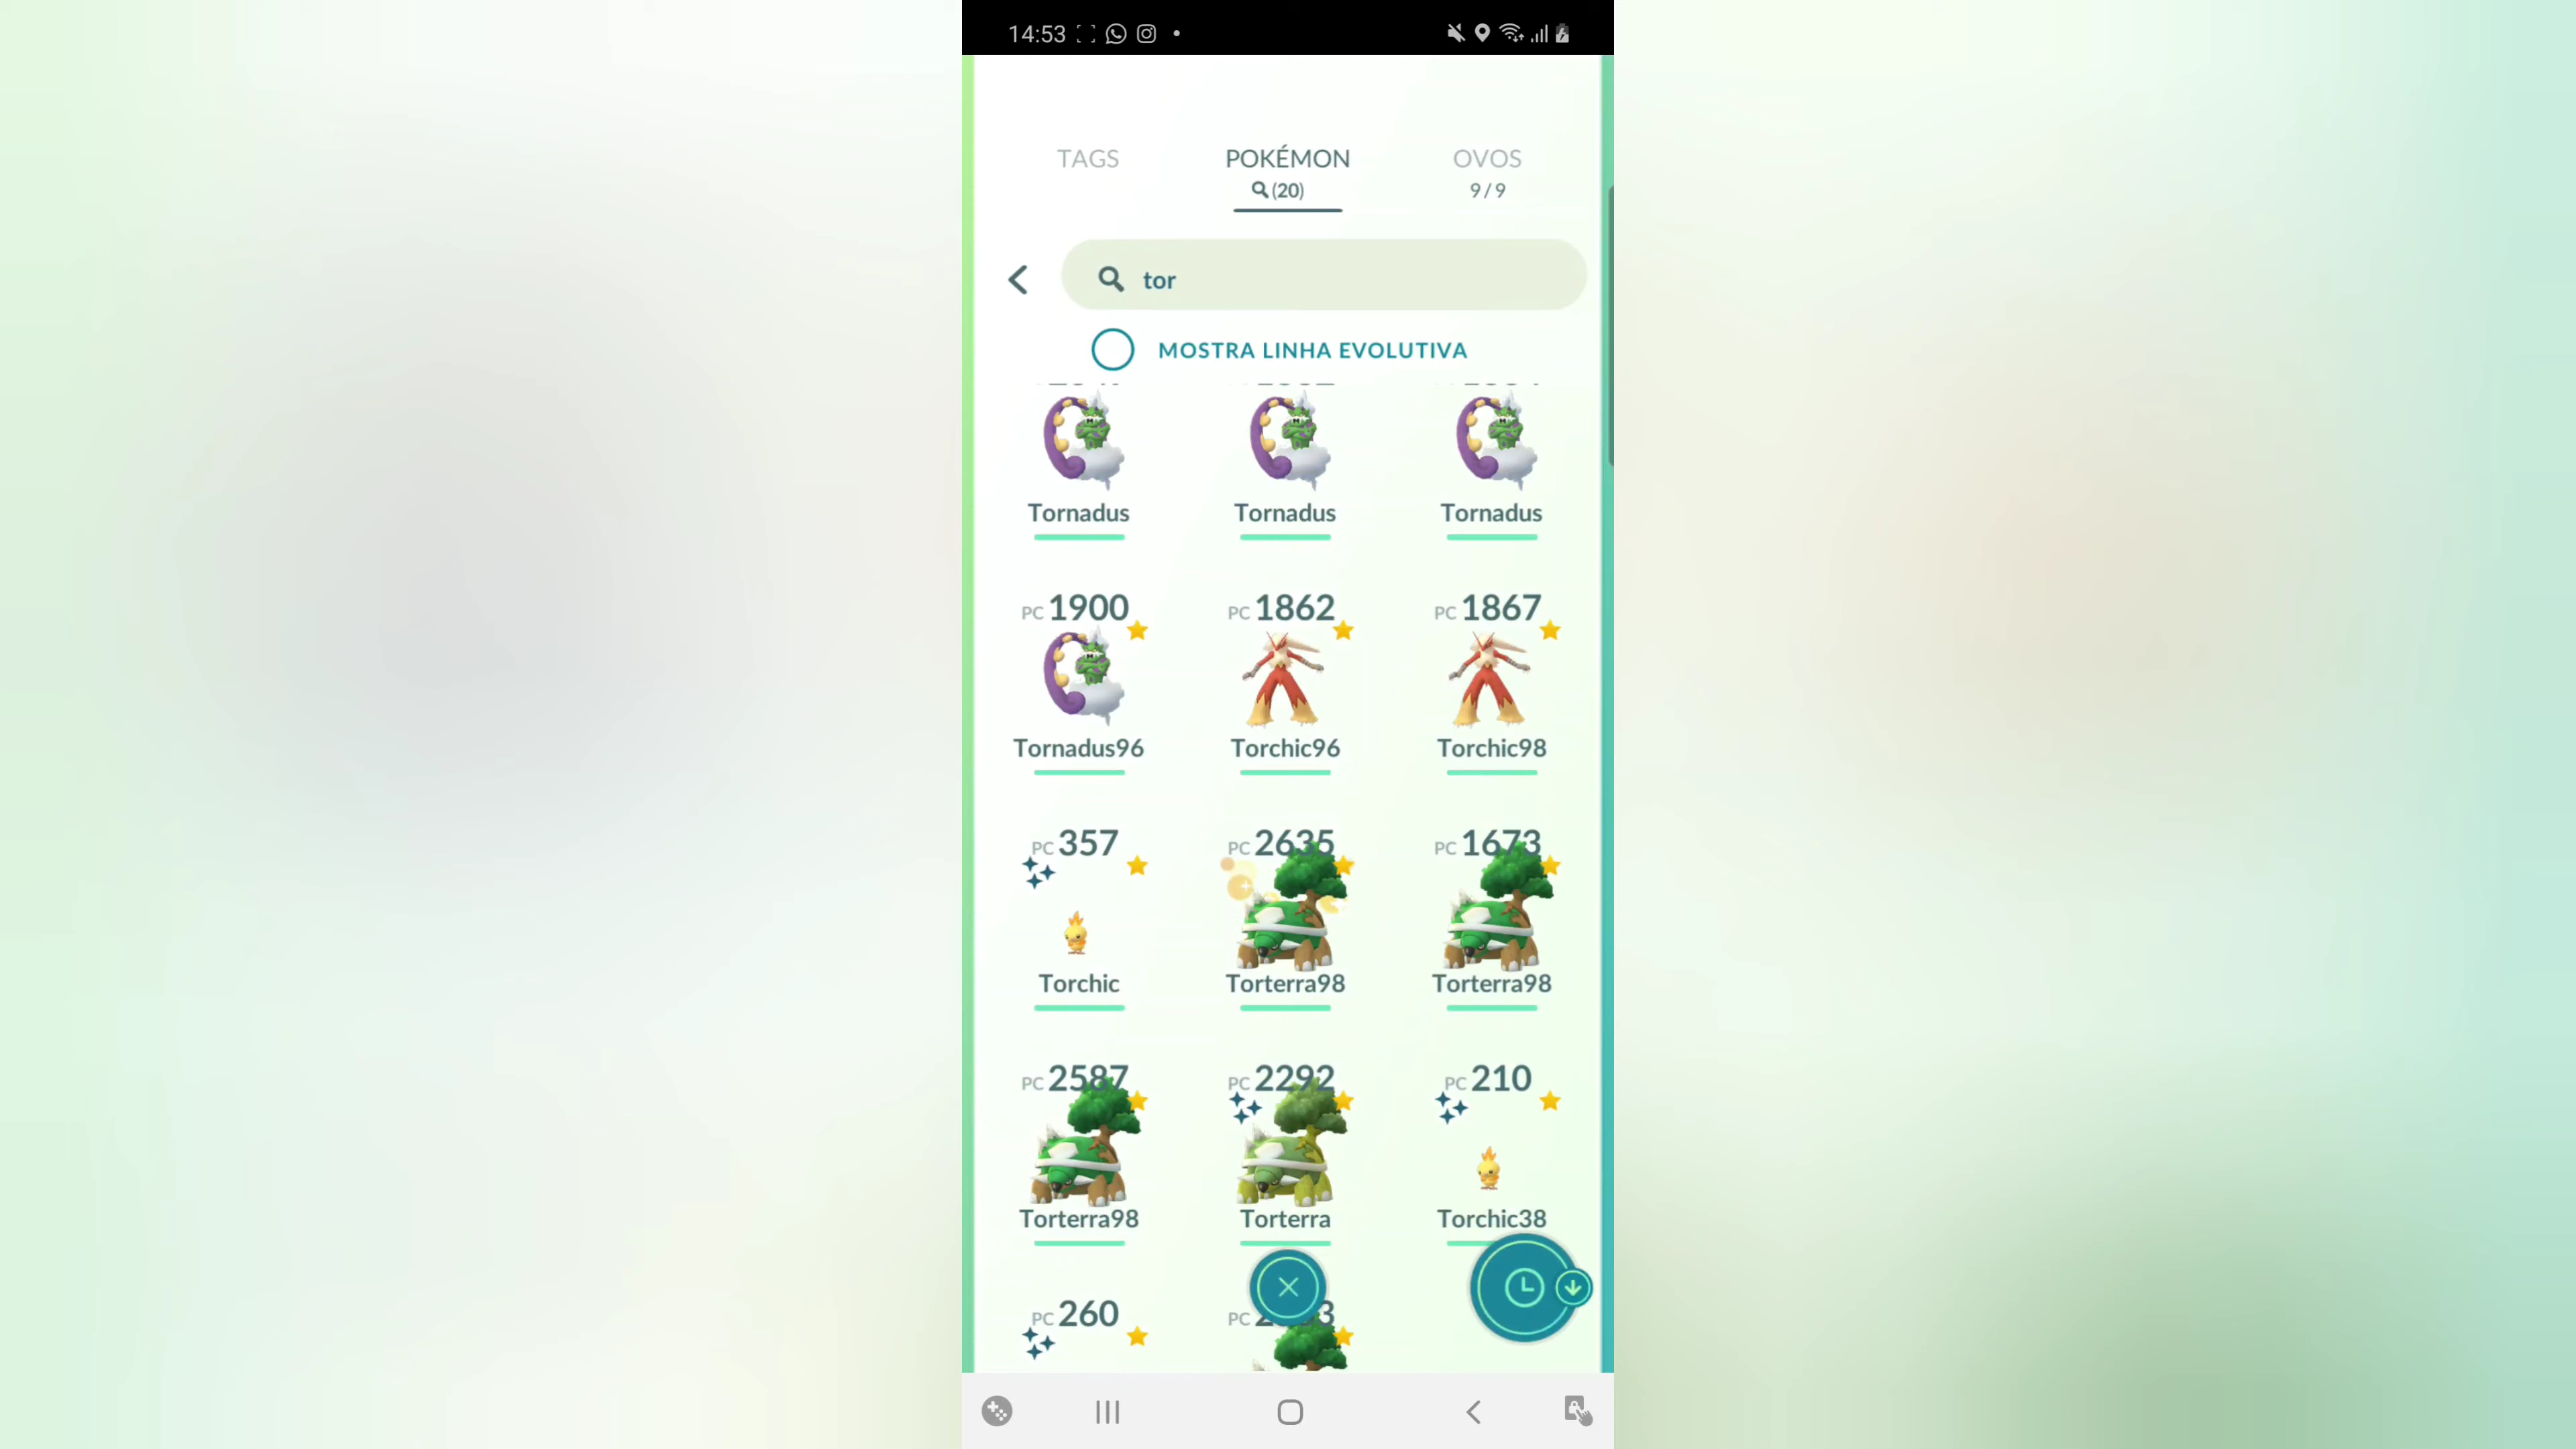 14:53
TAGS POKÉMON OVOS
(20) 9/9
tor
MOSTRA LINHA EVOLUTIVA
Tornadus Tornadus Tornadus
PC 1900 PC 1862 PC 1867
Tornadus96 Torchic96 Torchic98
PC 357 PC 2635 PC 1673
Torchic Torterra98 Torterra98
PC 2587 PC 2292 PC 210
Torterra98 Torterra Torchic38
PC 260 PC